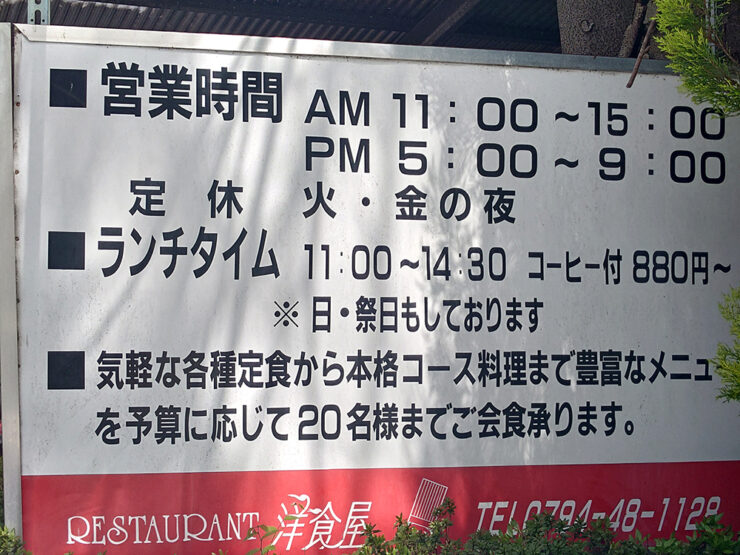 ■営業時間 AM 11:00～15:00
PM 5:00～9:00
定 休 火・金の夜
■ランチタイム 11:00～14:30 コーヒー付 880円～
※日・祭日もしております
■気軽な各種定食から本格コース料理まで豊富なメニュー
を予算に応じて20名様までご会食承ります。
RESTAURANT 洋食屋 TEL0794-48-1128